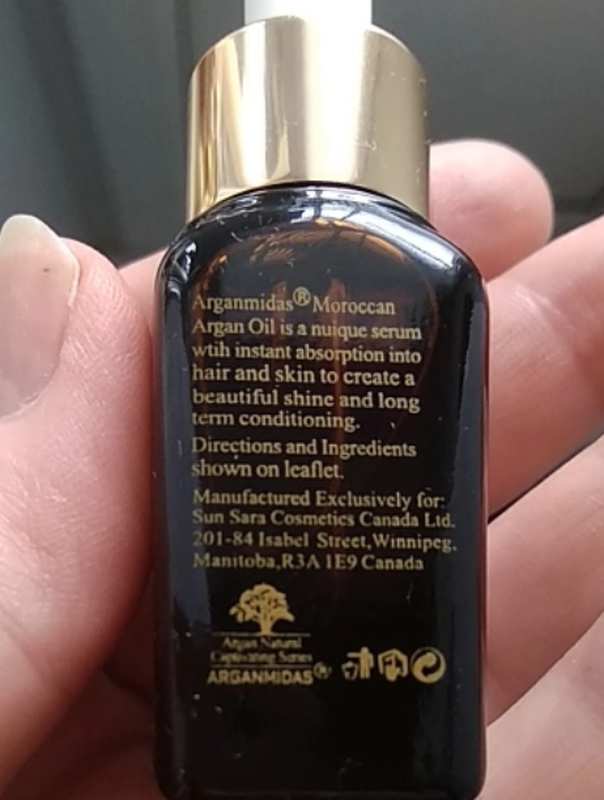 Arganmidas® Moroccan
Argan Oil is a nuique serum
wtih instant absorption into
hair and skin to create a
beautiful shine and long
term conditioning.
Directions and Ingredients
shown on leaflet.
Manufactured Exclusively for:
Sun Sara Cosmetics Canada Ltd.
201-84 Isabel Street,Winnipeg.
Manitoba,R3A 1E9 Canada
Argan Natural
Captivating Series
ARGANMIDAS®